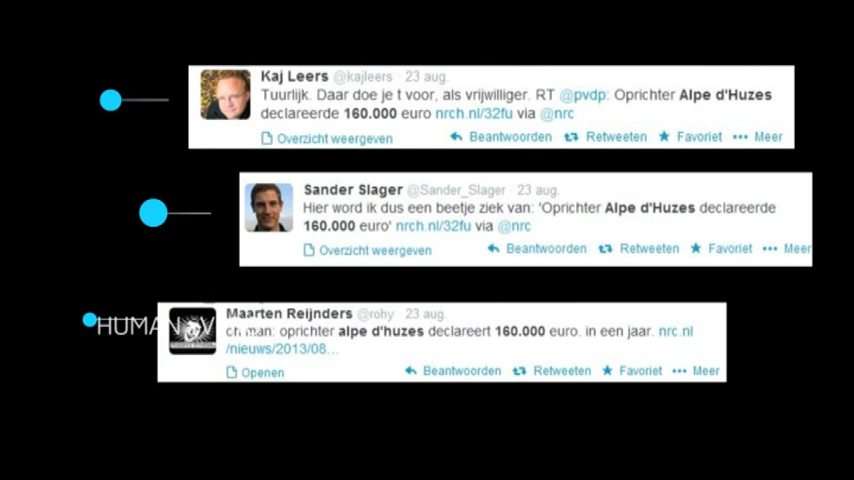 Kaj Leers @kajleers · 23 aug.
Tuurlijk. Daar doe je t voor, als vrijwilliger. RT @pvdp: Oprichter Alpe d'Huzes
declareerde 160.000 euro nrch.nl/32fu via @nrc
Overzicht weergeven Beantwoorden Retweeten Favoriet Meer
Sander Slager @Sander_Slager · 23 aug.
Hier word ik dus een beetje ziek van: 'Oprichter Alpe d'Huzes declareerde
160.000 euro' nrch.nl/32fu via @nrc
Overzicht weergeven Beantwoorden Retweeten Favoriet Meer
Maarten Reijnders @rohy · 23 aug.
man: oprichter alpe d'huzes declareert 160.000 euro. in een jaar. nrc.nl
/nieuws/2013/08...
Openen Beantwoorden Retweeten Favoriet Meer
HUMAN